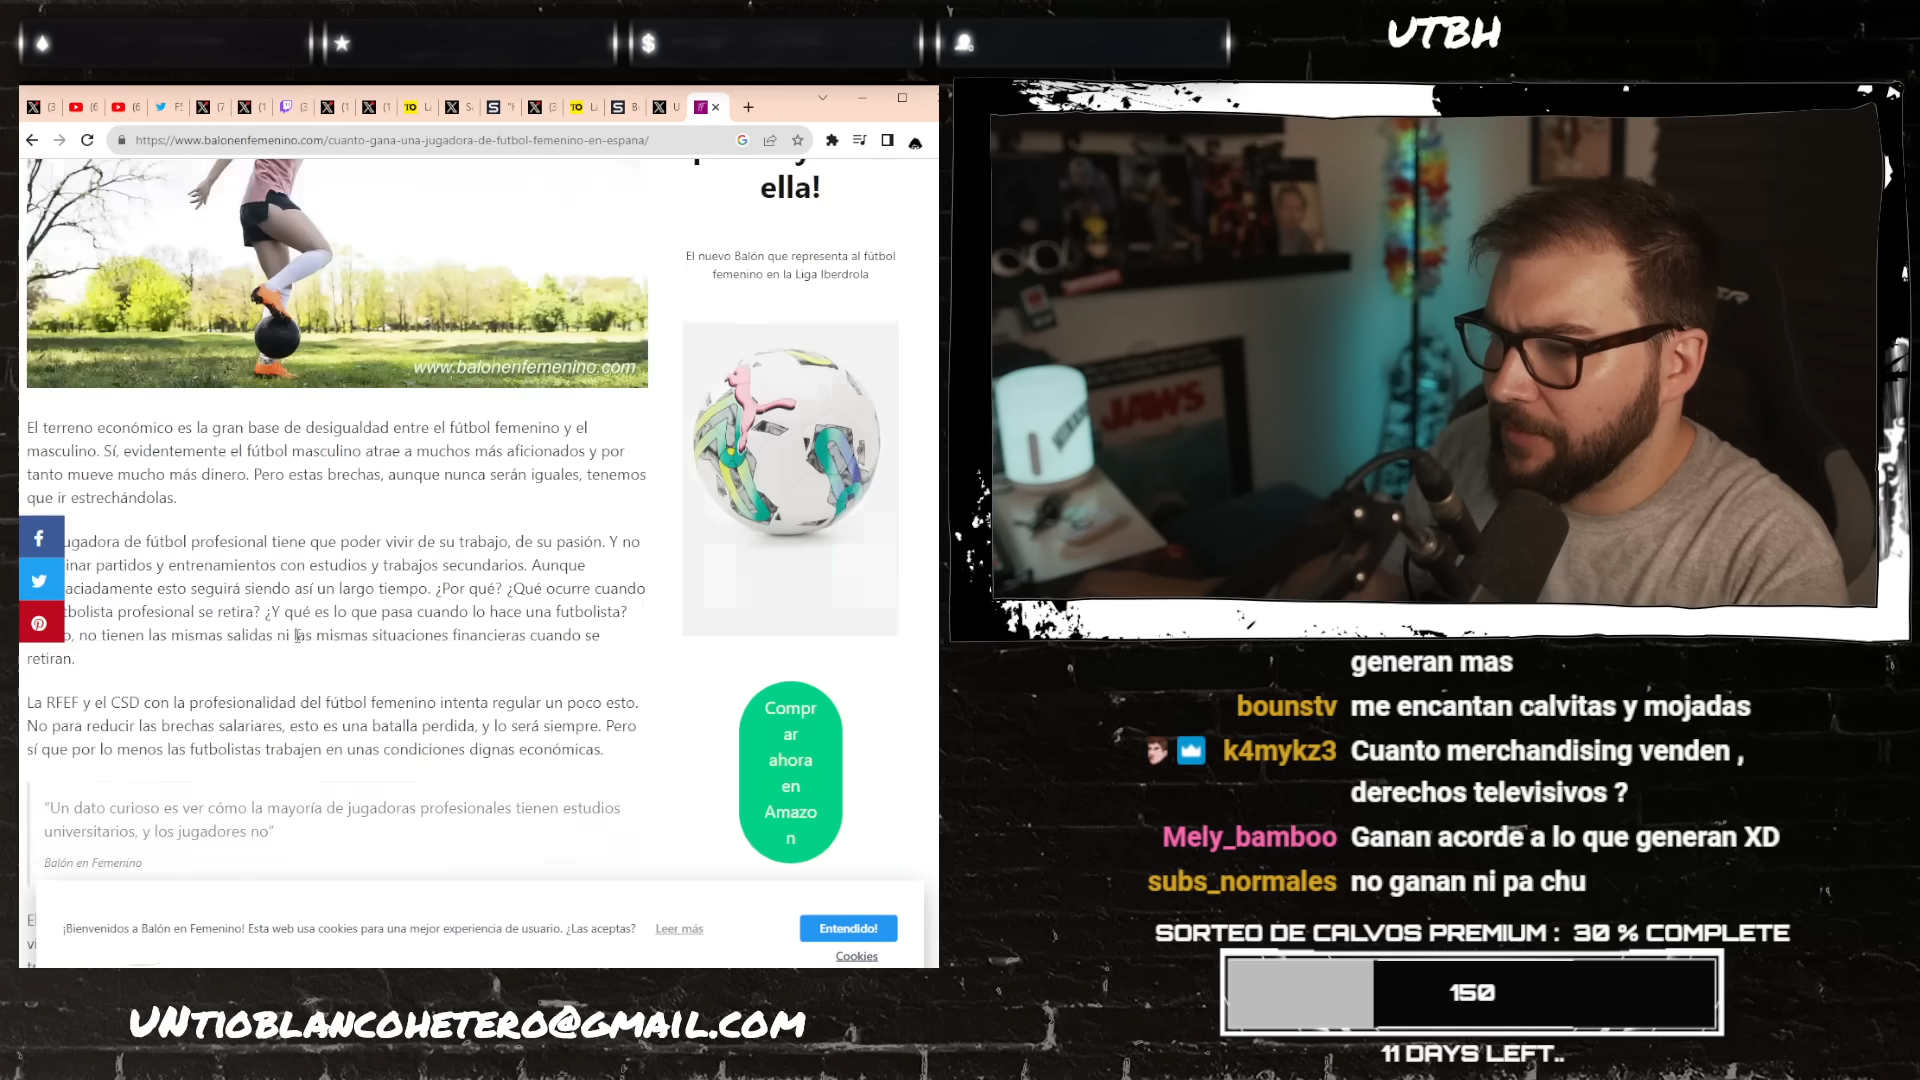 UTBH
https://www.balonenfemenino.com/cuanto-gana-una-jugadora-de-futbol-femenino-en-espana/
ella!
El nuevo Balón que representa al fútbol
femenino en la Liga Iberdrola
www.balonenfemenino.com
El terreno económico es la gran base de desigualdad entre el fútbol femenino y el
masculino. Sí, evidentemente el fútbol masculino atrae a muchos más aficionados y por
tanto mueve mucho más dinero. Pero estas brechas, aunque nunca serán iguales, tenemos
que ir estrechándolas.
ugadora de fútbol profesional tiene que poder vivir de su trabajo, de su pasión. Y no
inar partidos y entrenamientos con estudios y trabajos secundarios. Aunque
aciadamente esto seguirá siendo así un largo tiempo. ¿Por qué? ¿Qué ocurre cuando
tbolista profesional se retira? ¿Y qué es lo que pasa cuando lo hace una futbolista?
o, no tienen las mismas salidas ni las mismas situaciones financieras cuando se
retiran.
La RFEF y el CSD con la profesionalidad del fútbol femenino intenta regular un poco esto.
No para reducir las brechas salariares, esto es una batalla perdida, y lo será siempre. Pero
sí que por lo menos las futbolistas trabajen en unas condiciones dignas económicas.
"Un dato curioso es ver cómo la mayoría de jugadoras profesionales tienen estudios
universitarios, y los jugadores no"
Balón en Femenino
Compr
ar
ahora
en
Amazo
n
¡Bienvenidos a Balón en Femenino! Esta web usa cookies para una mejor experiencia de usuario. ¿Las aceptas?
Leer más
Entendido!
Cookies
JAWS
generan mas
bounstv me encantan calvitas y mojadas
k4mykz3 Cuanto merchandising venden ,
derechos televisivos ?
Mely_bamboo Ganan acorde a lo que generan XD
subs_normales no ganan ni pa chu
SORTEO DE CALVOS PREMIUM : 30 % COMPLETE
150
11 DAYS LEFT..
UNTIOBLANCOHETERO@GMAIL.COM